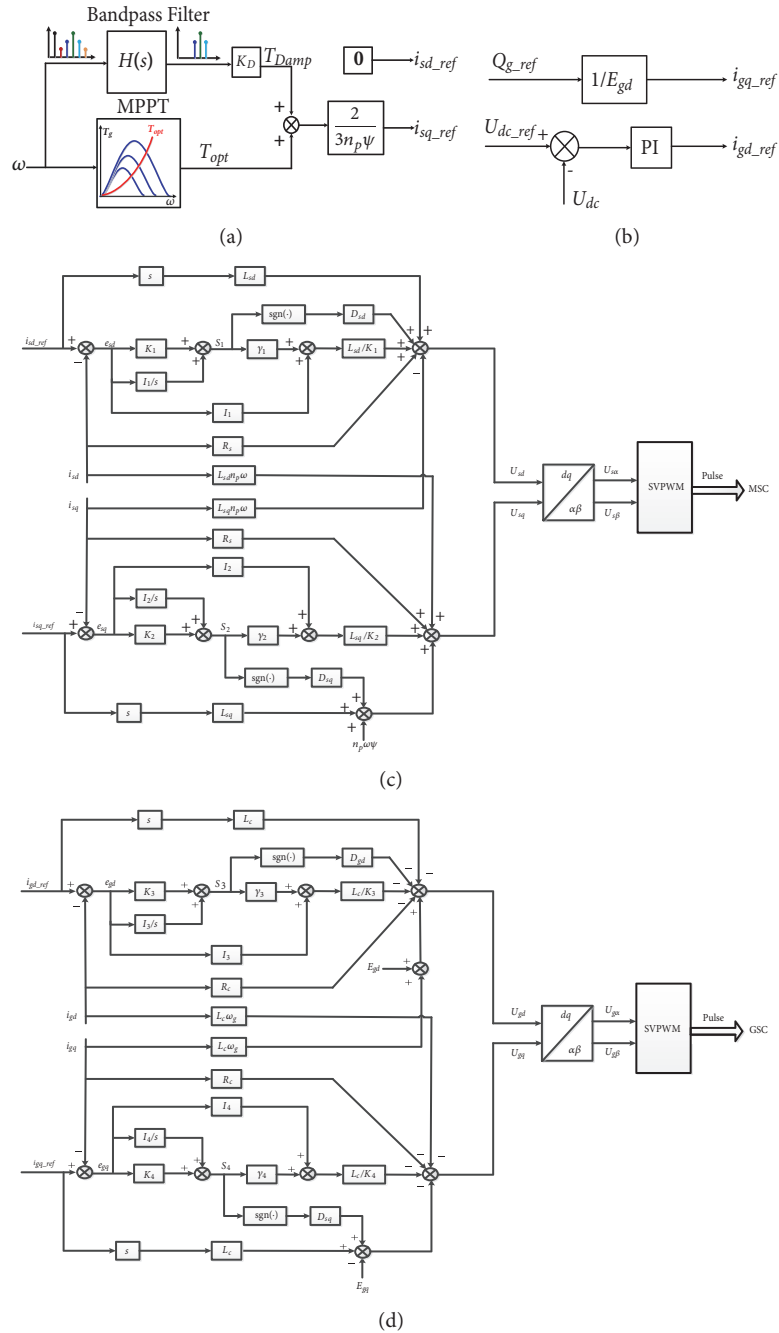 Bandpass Filter
H(s)
K_D
T_Damp
MPPT
T_g
T_opt
ω
ω
T_opt
+
+
2
3n_pψ
0
i_sd_ref
i_sq_ref
(a)
Q_g_ref
1/E_gd
i_gq_ref
U_dc_ref
+
-
PI
i_gd_ref
U_dc
(b)
s
L_sd
sgn(·)
D_sd
i_sd_ref
+
−
e_sd
K_1
+
+
S_1
γ_1
+
+
L_sd/K_1
+
+
+
+
−
I_1/s
I_1
R_s
i_sd
L_sd n_p ω
i_sq
L_sq n_p ω
R_s
I_2
I_2/s
i_sq_ref
−
+
e_sq
K_2
+
+
S_2
γ_2
+
+
L_sq/K_2
+
+
+
+
sgn(·)
D_sq
s
L_sq
+
+
+
n_p ωψ
U_sd
U_sq
dq
αβ
U_sα
U_sβ
SVPWM
Pulse
MSC
(c)
s
L_c
sgn(·)
D_gd
i_gd_ref
+
−
e_gd
K_3
+
+
S_3
γ_3
+
+
L_c/K_3
−
−
−
−
+
I_3/s
I_3
E_gd
+
+
R_c
i_gd
L_c ω_g
i_gq
L_c ω_g
R_c
I_4
I_4/s
i_gq_ref
−
+
e_gq
K_4
+
+
S_4
γ_4
+
+
L_c/K_4
−
−
−
−
sgn(·)
D_sq
s
L_c
+
+
−
E_gq
U_gd
U_gq
dq
αβ
U_gα
U_gβ
SVPWM
Pulse
GSC
(d)